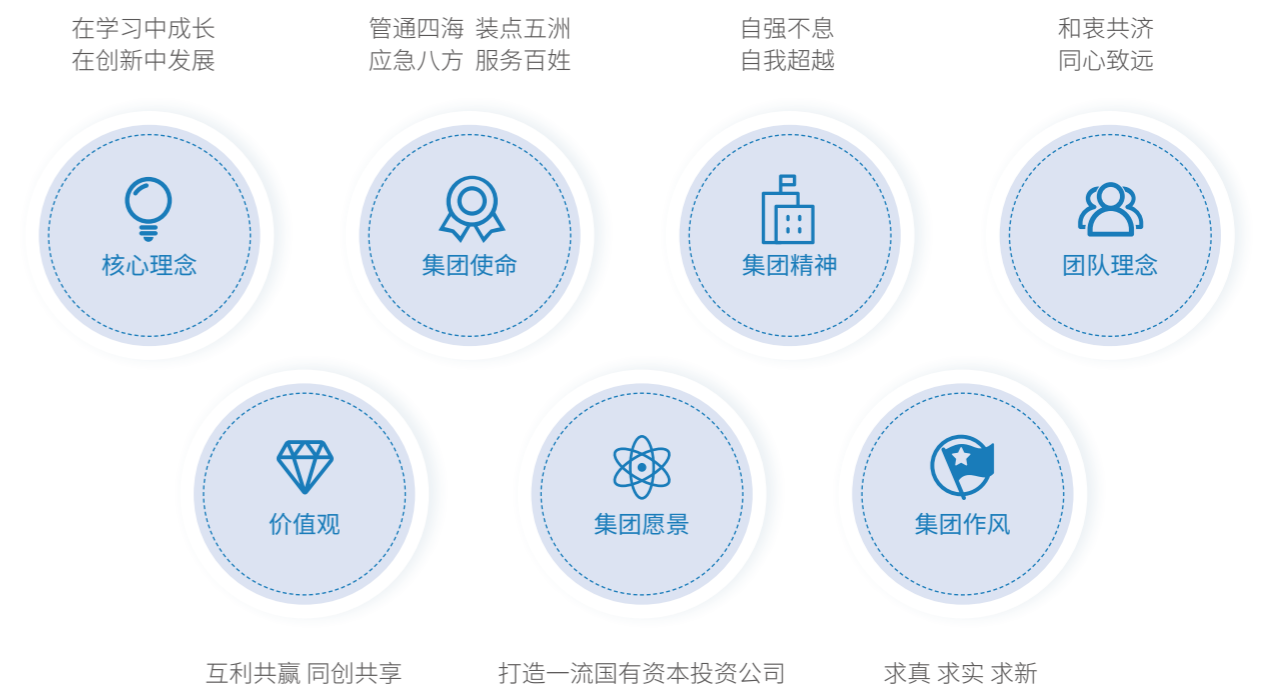 在学习中成长
在创新中发展
管通四海 装点五洲
应急八方 服务百姓
自强不息
自我超越
和衷共济
同心致远
核心理念
集团使命
集团精神
团队理念
价值观
集团愿景
集团作风
互利共赢 同创共享
打造一流国有资本投资公司
求真 求实 求新